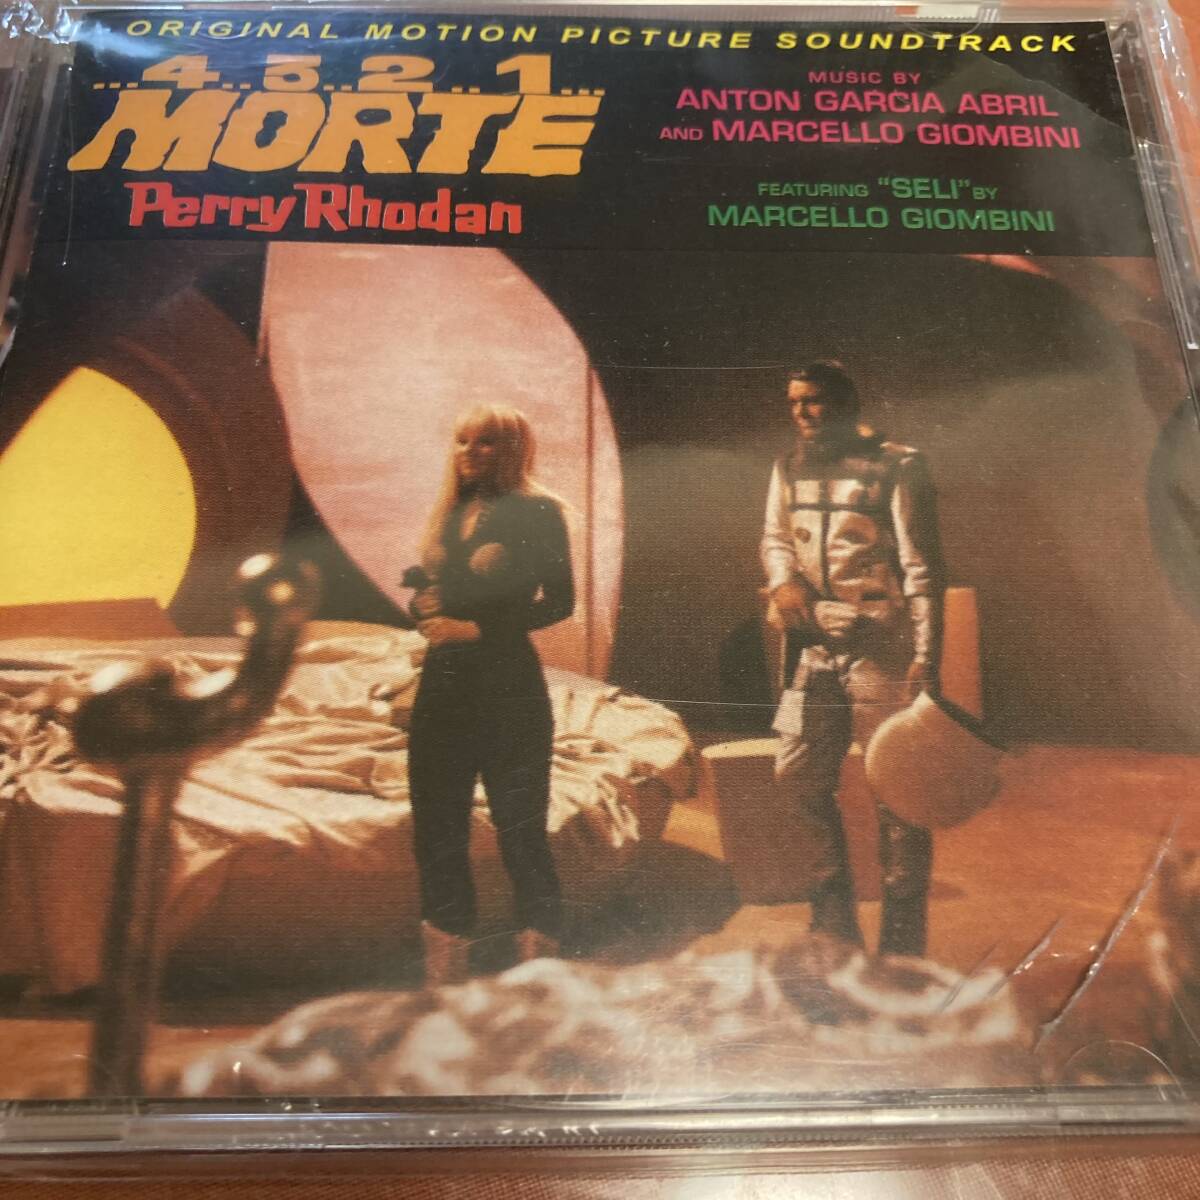 ORIGINAL MOTION PICTURE SOUNDTRACK
...4..3..2..1...
MORTE
Perry Rhodan
MUSIC BY
ANTON GARCIA ABRIL
AND MARCELLO GIOMBINI
FEATURING "SELI" BY
MARCELLO GIOMBINI